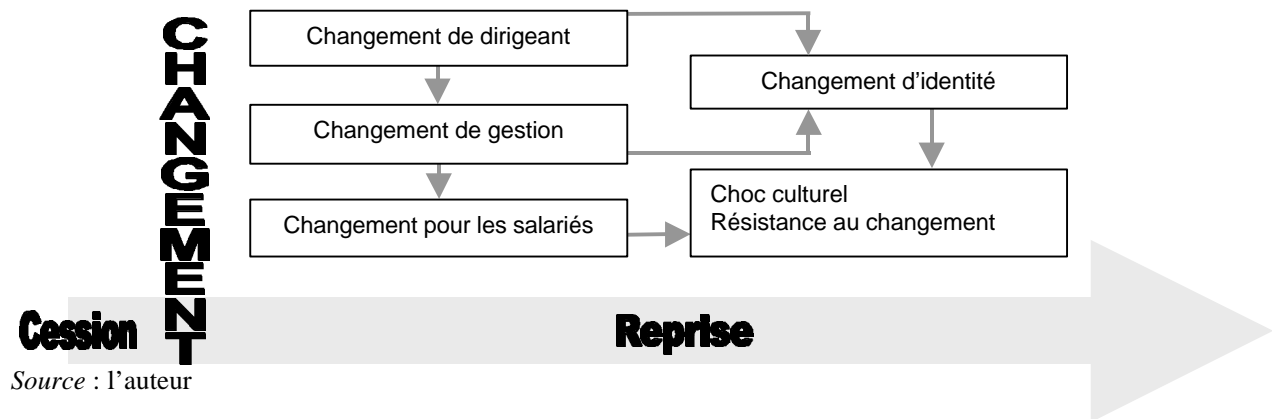 CHANGEMENT
Changement de dirigeant
Changement d’identité
Changement de gestion
Choc culturel
Résistance au changement
Changement pour les salariés
Cession
Reprise
Source : l’auteur